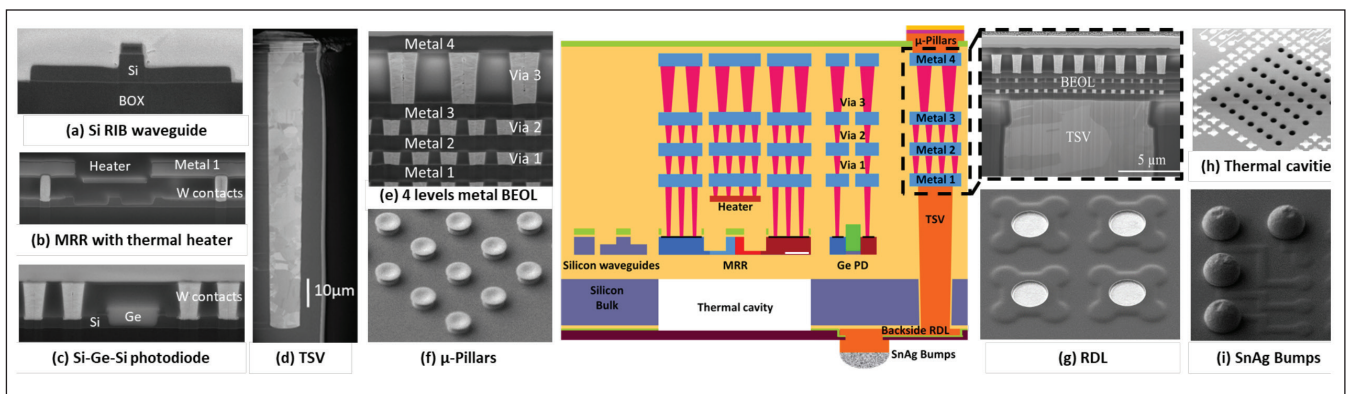 Si
BOX
(a) Si RIB waveguide
Heater
Metal 1
W contacts
(b) MRR with thermal heater
W contacts
Si
Ge
(c) Si-Ge-Si photodiode
10μm
(d) TSV
Metal 4
Via 3
Metal 3
Via 2
Metal 2
Via 1
Metal 1
(e) 4 levels metal BEOL
(f) μ-Pillars
μ-Pillars
Metal 4
Via 3
Metal 3
Via 2
Metal 2
Via 1
Metal 1
Heater
TSV
Silicon waveguides
MRR
Ge PD
Silicon
Bulk
Thermal cavity
Backside RDL
SnAg Bumps
BEOL
TSV
5 μm
(g) RDL
(h) Thermal cavitie
(i) SnAg Bumps